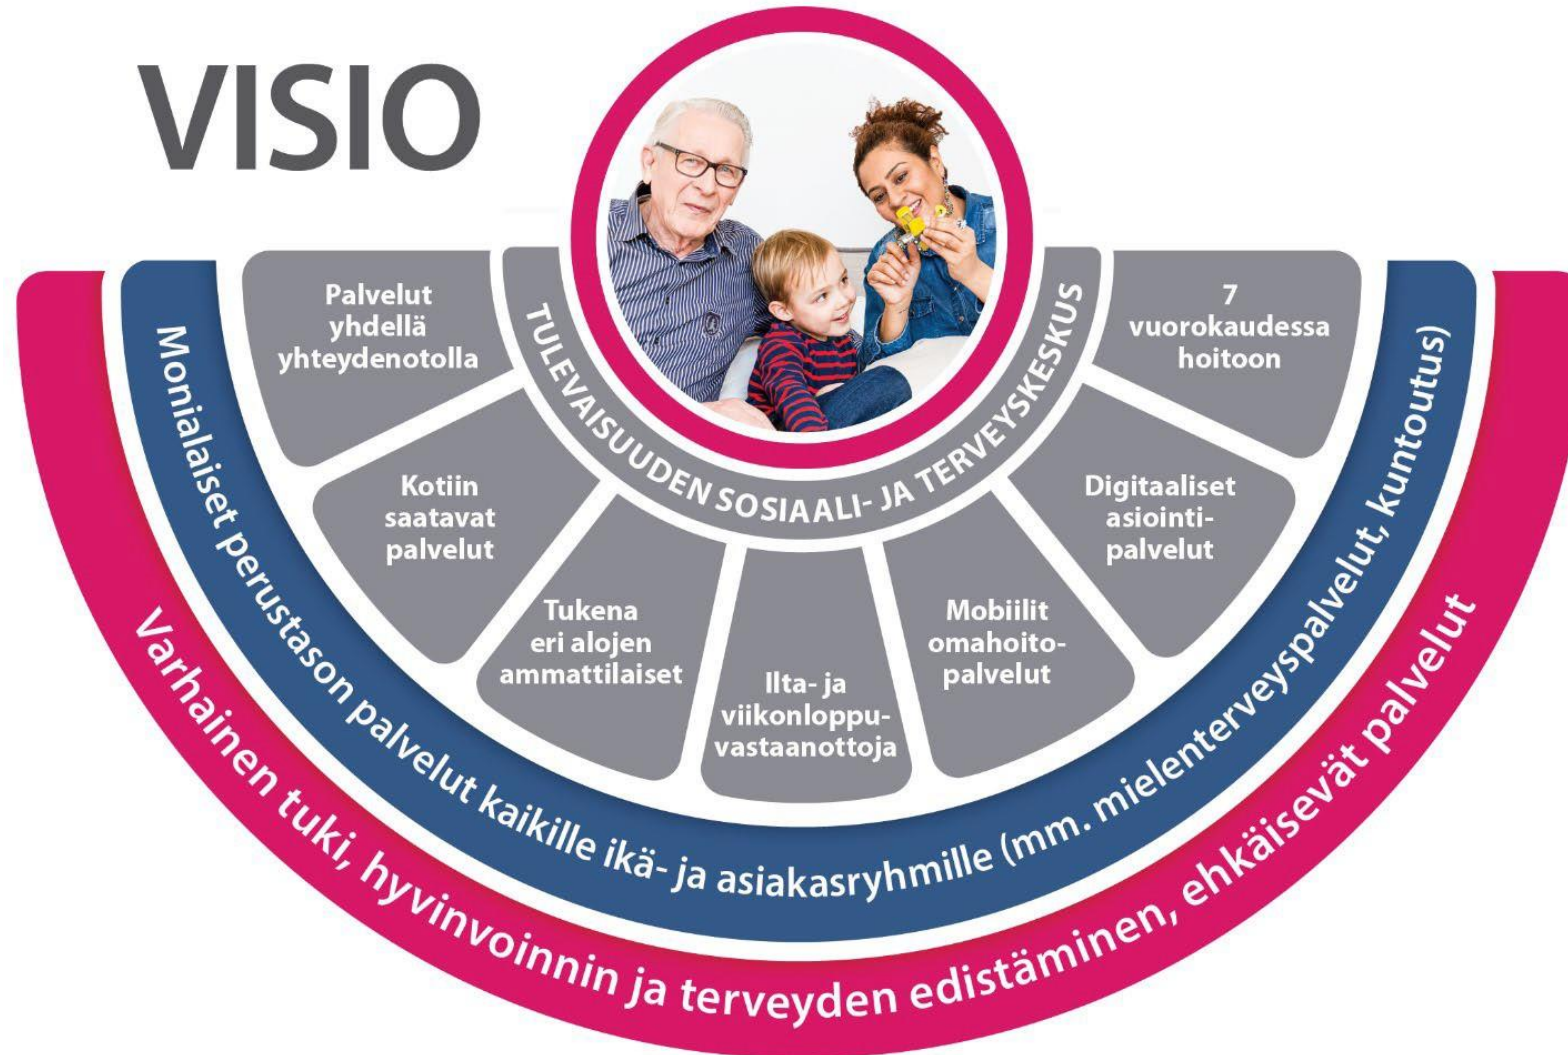 VISIO
TULEVAISUUDEN SOSIAALI- JA TERVEYSKESKUS
Palvelut
yhdellä
yhteydenotolla
Kotiin
saatavat
palvelut
Tukena
eri alojen
ammattilaiset
Ilta- ja
viikonloppu-
vastaanottoja
Mobiilit
omahoito-
palvelut
Digitaaliset
asiointi-
palvelut
7
vuorokaudessa
hoitoon
Monialaiset perustason palvelut kaikille ikä- ja asiakasryhmille (mm. mielenterveyspalvelut, kuntoutus)
Varhainen tuki, hyvinvoinnin ja terveyden edistäminen, ehkäisevät palvelut